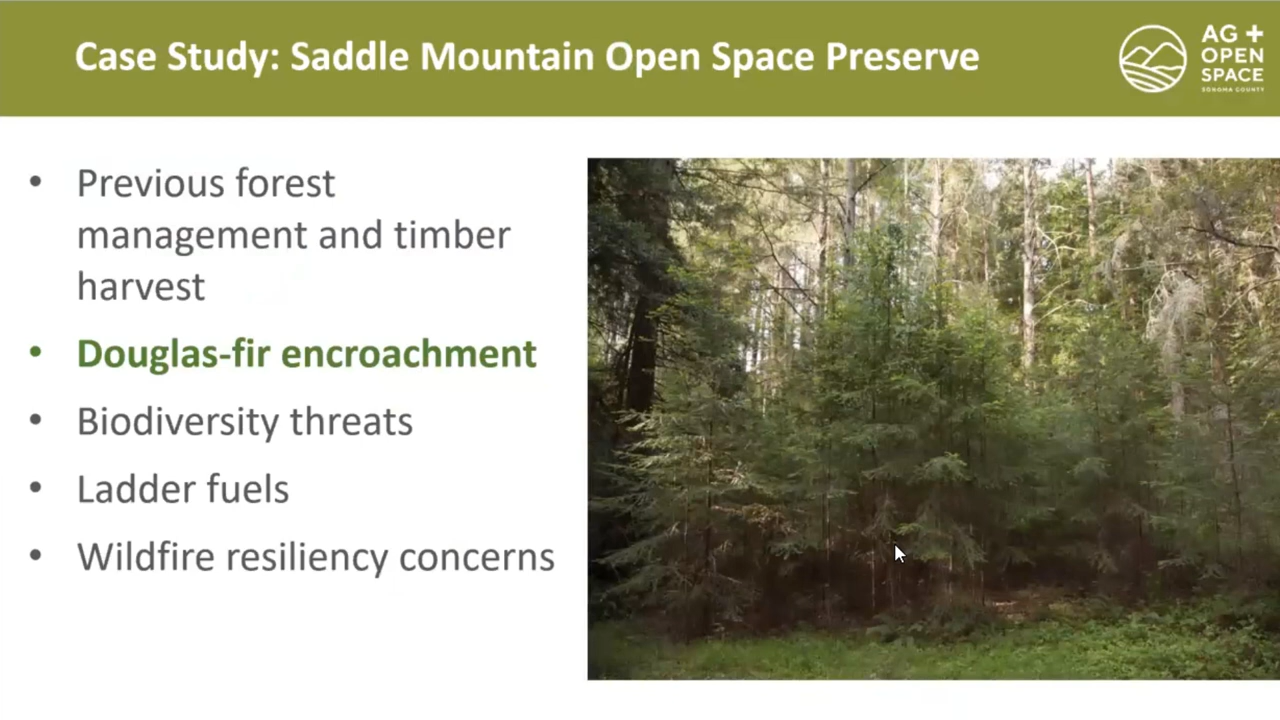 Case Study: Saddle Mountain Open Space Preserve
AG +
OPEN
SPACE
SONOMA COUNTY
• Previous forest
management and timber
harvest
• Douglas-fir encroachment
• Biodiversity threats
• Ladder fuels
• Wildfire resiliency concerns